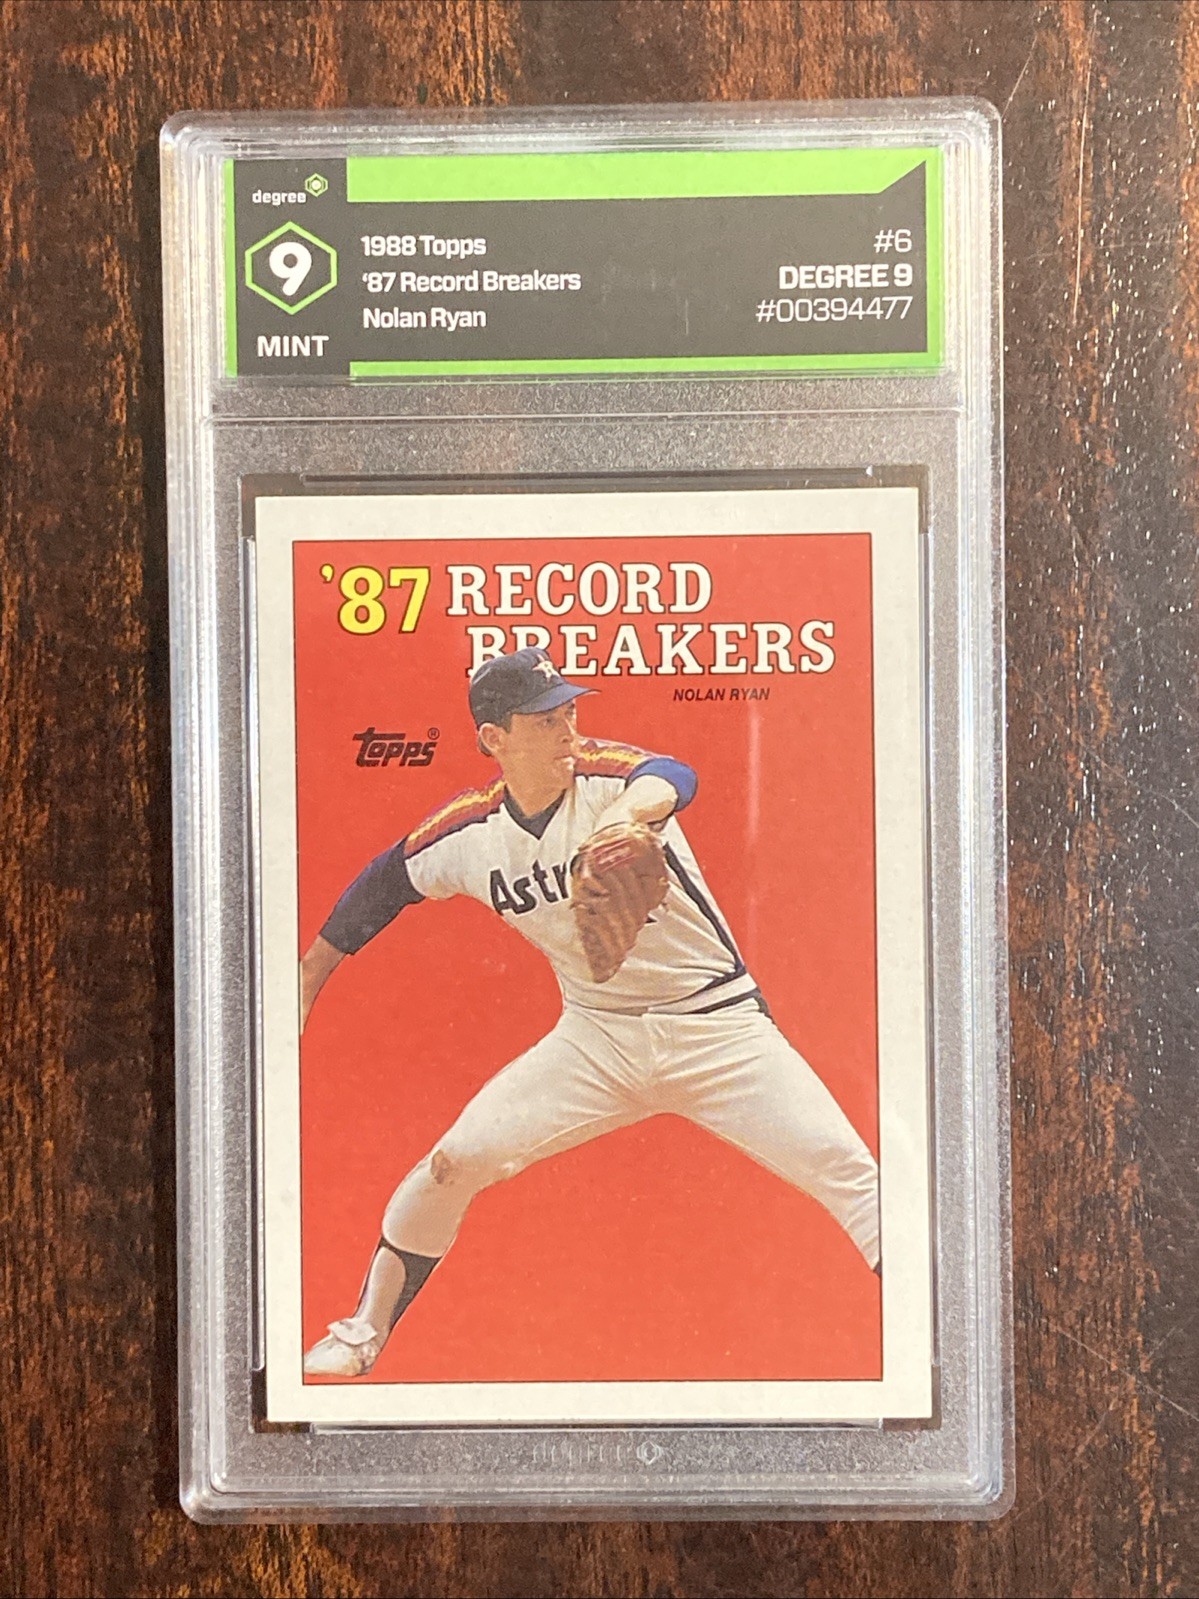 degree
9
MINT
1988 Topps
'87 Record Breakers
Nolan Ryan
#6
DEGREE 9
#00394477
'87 RECORD
BREAKERS
NOLAN RYAN
topps®
Astr